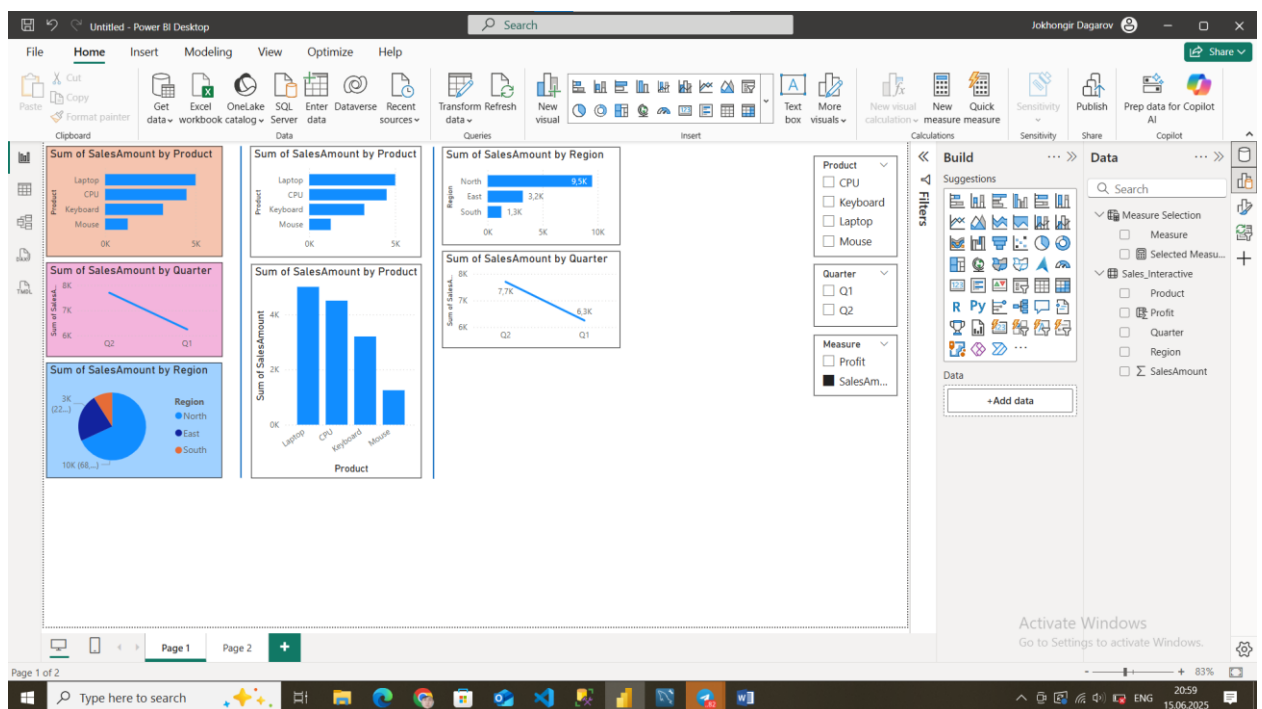 Untitled - Power BI Desktop
Search
Jokhongir Dagarov
File Home Insert Modeling View Optimize Help
Share
Paste
Cut
Copy
Format painter
Clipboard
Get data
Excel workbook
OneLake catalog
SQL Server
Enter data
Dataverse
Recent sources
Data
Transform data
Refresh
Queries
New visual
Text box
More visuals
Insert
New visual calculation
New measure
Quick measure
Calculations
Sensitivity
Sensitivity
Publish
Share
Prep data for AI
Copilot
Copilot
Sum of SalesAmount by Product
Product
Laptop
CPU
Keyboard
Mouse
0K 5K
Sum of SalesAmount by Quarter
Sum of SalesA...
8K
7K
6K
Q2 Q1
Sum of SalesAmount by Region
3K
(22...)
10K (68,...)
Region
North
East
South
Sum of SalesAmount by Product
Product
Laptop
CPU
Keyboard
Mouse
0K 5K
Sum of SalesAmount by Product
Sum of SalesAmount
4K
2K
0K
Laptop CPU Keyboard Mouse
Product
Sum of SalesAmount by Region
Region
North 9,5K
East 3,2K
South 1,3K
0K 5K 10K
Sum of SalesAmount by Quarter
Sum of SalesA...
8K
7K
6K
7,7K
6,3K
Q2 Q1
Product
CPU
Keyboard
Laptop
Mouse
Quarter
Q1
Q2
Measure
Profit
SalesAm...
Filters
Build ...
Suggestions
R Py
...
Data
+Add data
Data ...
Search
Measure Selection
Measure
Selected Measu...
Sales_Interactive
Product
Profit
Quarter
Region
SalesAmount
Activate Windows
Go to Settings to activate Windows.
Page 1 Page 2 +
Page 1 of 2
- + 83%
Type here to search
ENG
20:59
15.06.2025